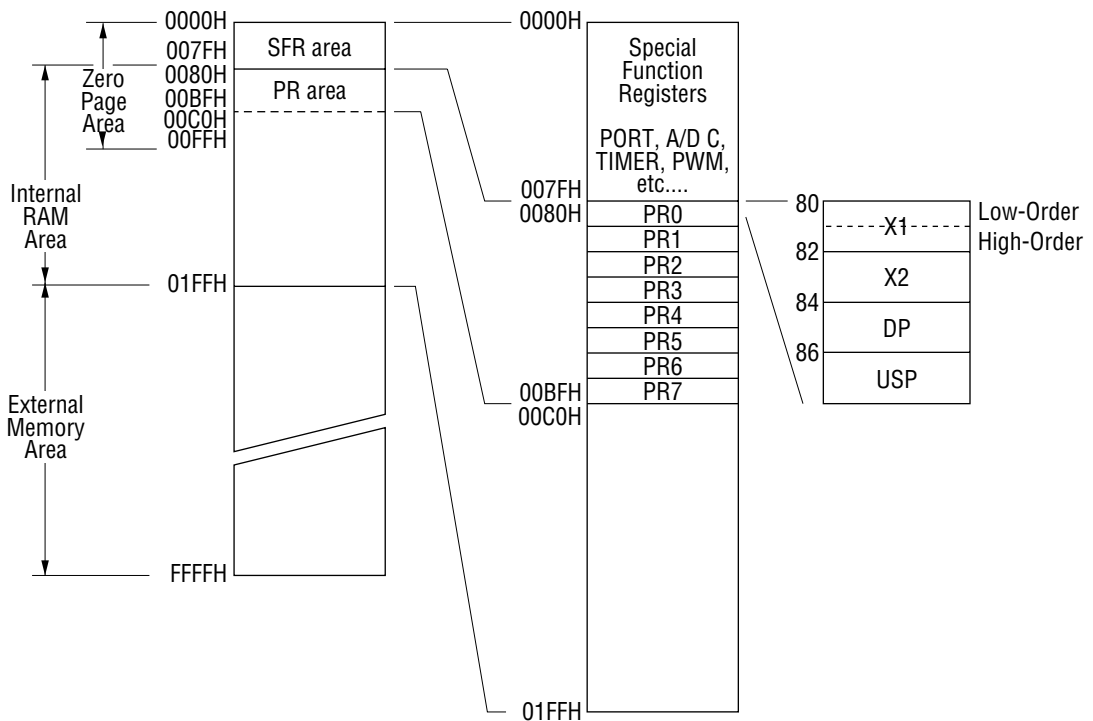 0000H
007FH
0080H
00BFH
00C0H
00FFH
01FFH
FFFFH
Zero
Page
Area
Internal
RAM
Area
External
Memory
Area
SFR area
PR area
0000H
007FH
0080H
00BFH
00C0H
01FFH
Special
Function
Registers
PORT, A/D C,
TIMER, PWM,
etc....
PR0
PR1
PR2
PR3
PR4
PR5
PR6
PR7
80
82
84
86
X1
X2
DP
USP
Low-Order
High-Order